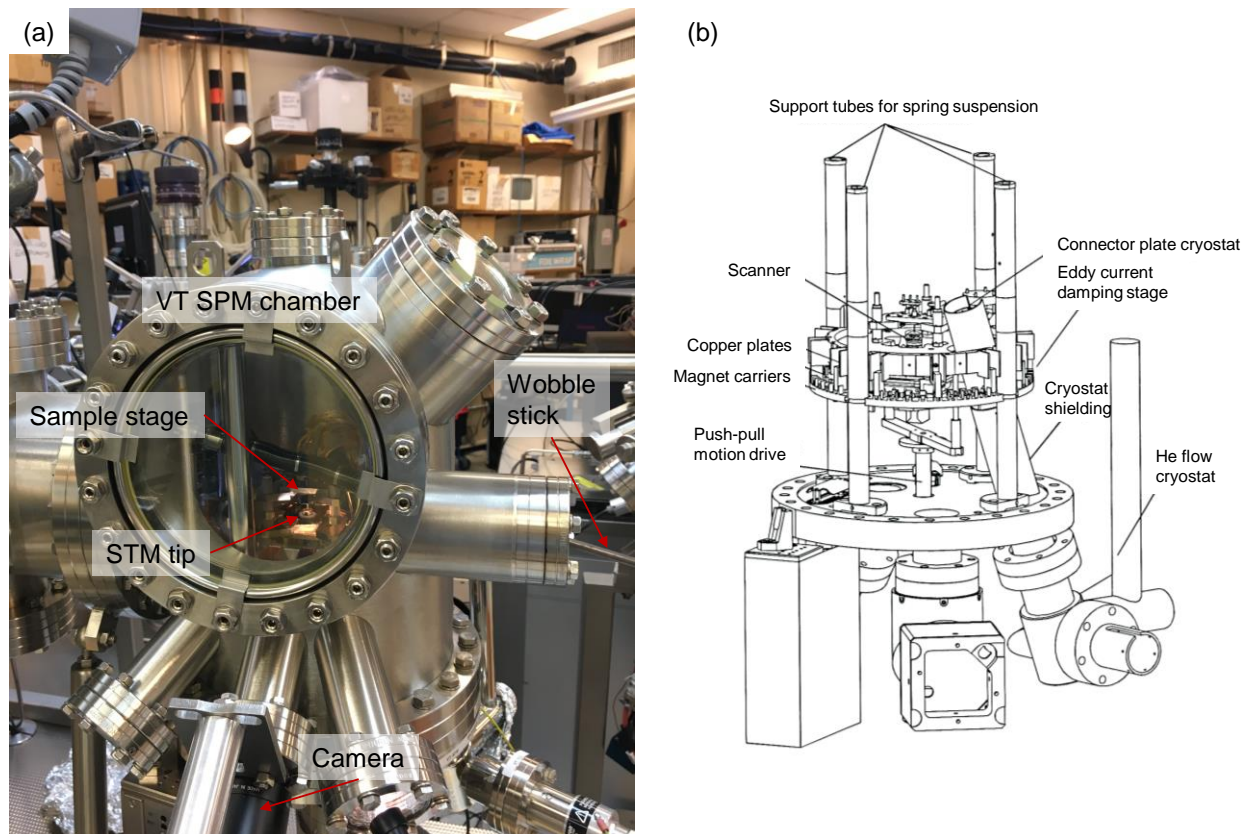 (a)
VT SPM chamber
Sample stage
Wobble
stick
STM tip
Camera
(b)
Support tubes for spring suspension
Scanner
Connector plate cryostat
Eddy current
damping stage
Copper plates
Magnet carriers
Cryostat
shielding
Push-pull
motion drive
He flow
cryostat